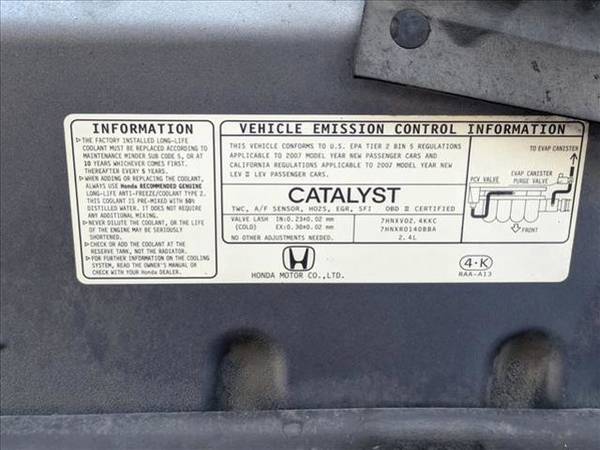 INFORMATION
▶THE FACTORY INSTALLED LONG-LIFE
COOLANT MUST BE REPLACED ACCORDING TO
MAINTENANCE MINDER SUB CODE 5, OR AT
10 YEARS WHICHEVER COMES FIRST.
THEREAFTER EVERY 5 YEARS.
▶WHEN ADDING OR REPLACING THE COOLANT,
ALWAYS USE Honda RECOMMENDED GENUINE
LONG-LIFE ANTI-FREEZE/COOLANT TYPE 2.
THIS COOLANT IS PRE-MIXED WITH 50%
DISTILLED WATER. IT DOES NOT REQUIRE
ANY ADDITIONAL MIXING.
▶NEVER DILUTE THE COOLANT, OR THE LIFE
OF THE ENGINE MAY BE SERIOUSLY
SHORTENED.
▶CHECK OR ADD THE COOLANT AT THE
RESERVE TANK, NOT THE RADIATOR.
▶FOR FURTHER INFORMATION ON THE COOLING
SYSTEM, READ THE OWNER'S MANUAL OR
CHECK WITH YOUR Honda DEALER.
VEHICLE EMISSION CONTROL INFORMATION
THIS VEHICLE CONFORMS TO U.S. EPA TIER 2 BIN 5 REGULATIONS
APPLICABLE TO 2007 MODEL YEAR NEW PASSENGER CARS AND
CALIFORNIA REGULATIONS APPLICABLE TO 2007 MODEL YEAR NEW
LEV II LEV PASSENGER CARS.
CATALYST
TWC, A/F SENSOR, HO2S, EGR, SFI OBD II CERTIFIED
VALVE LASH IN:0.23±0.02 mm
(COLD) EX:0.30±0.02 mm
NO OTHER ADJUSTMENTS NEEDED.
7HNXV02.4KKC
7HNXR0140BBA
2.4L
TO EVAP CANISTER
EVAP CANISTER
PURGE VALVE
PCV VALVE
FRONT
HONDA MOTOR CO.,LTD.
4·K
RAA-A13